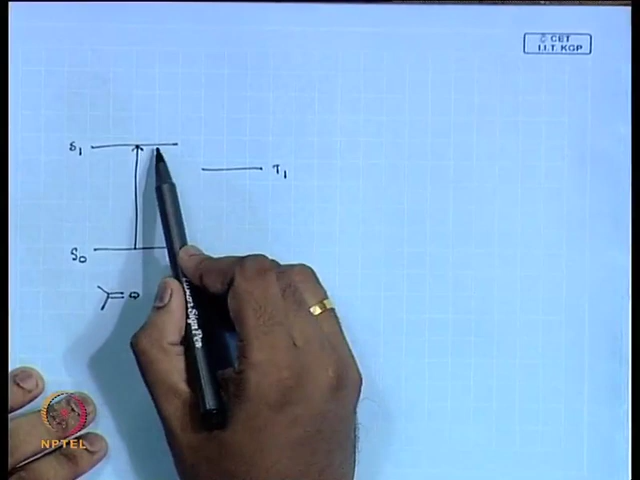 © CET
I.I.T. KGP
S1
T1
S0
NPTEL